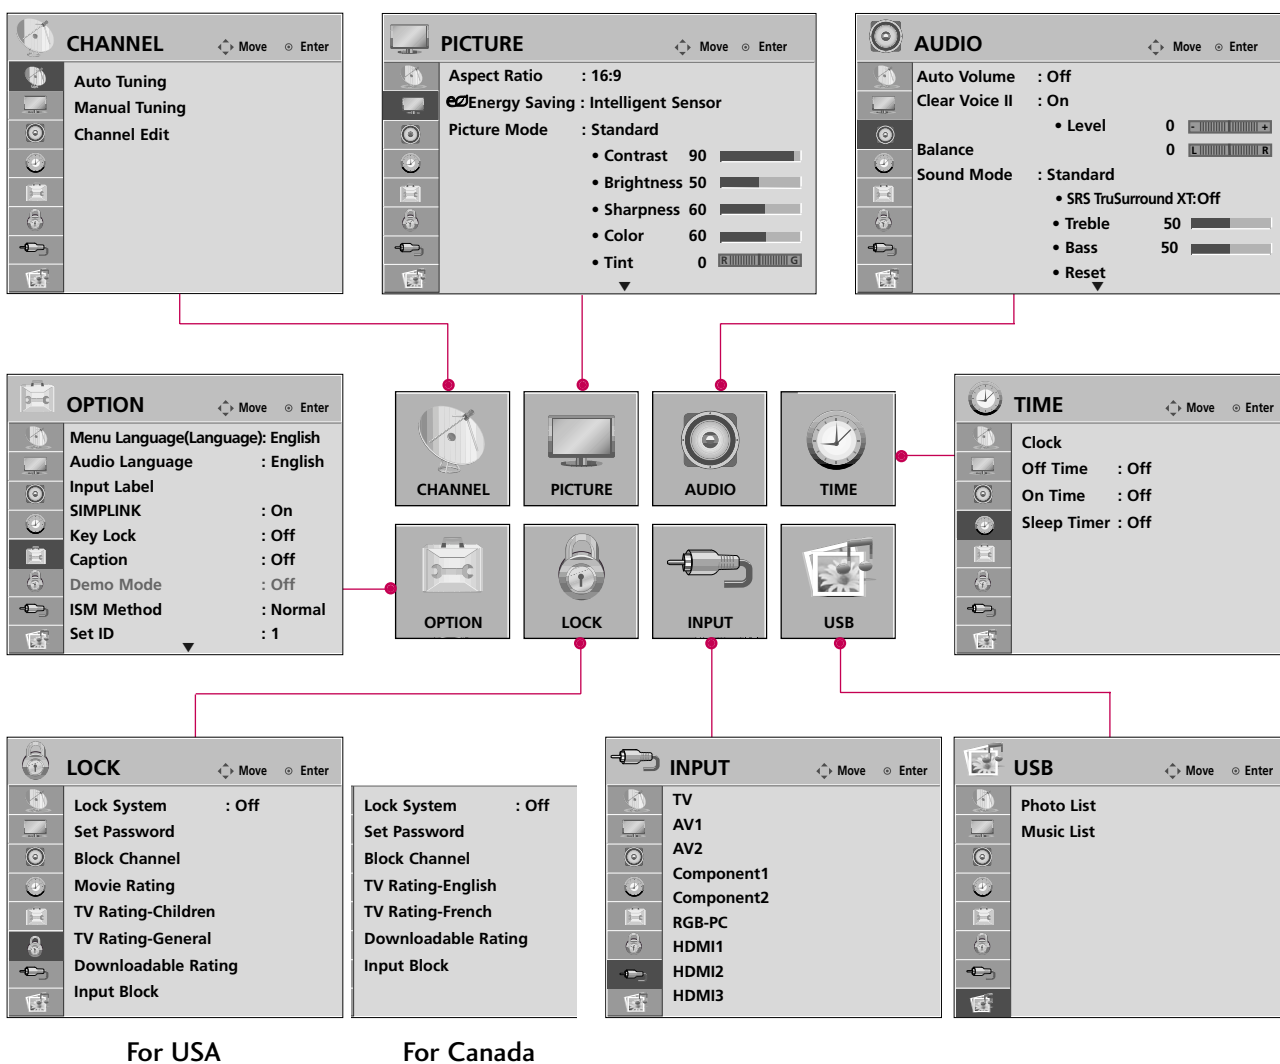 CHANNEL Move Enter
Auto Tuning
Manual Tuning
Channel Edit
PICTURE Move Enter
Aspect Ratio : 16:9
Energy Saving : Intelligent Sensor
Picture Mode : Standard
• Contrast 90
• Brightness 50
• Sharpness 60
• Color 60
• Tint 0 R G
AUDIO Move Enter
Auto Volume : Off
Clear Voice II : On
• Level 0 - +
Balance 0 L R
Sound Mode : Standard
• SRS TruSurround XT:Off
• Treble 50
• Bass 50
• Reset
OPTION Move Enter
Menu Language(Language): English
Audio Language : English
Input Label
SIMPLINK : On
Key Lock : Off
Caption : Off
Demo Mode : Off
ISM Method : Normal
Set ID : 1
CHANNEL
PICTURE
AUDIO
TIME
OPTION
LOCK
INPUT
USB
TIME Move Enter
Clock
Off Time : Off
On Time : Off
Sleep Timer : Off
LOCK Move Enter
Lock System : Off
Set Password
Block Channel
Movie Rating
TV Rating-Children
TV Rating-General
Downloadable Rating
Input Block
For USA
Lock System : Off
Set Password
Block Channel
TV Rating-English
TV Rating-French
Downloadable Rating
Input Block
For Canada
INPUT Move Enter
TV
AV1
AV2
Component1
Component2
RGB-PC
HDMI1
HDMI2
HDMI3
USB Move Enter
Photo List
Music List